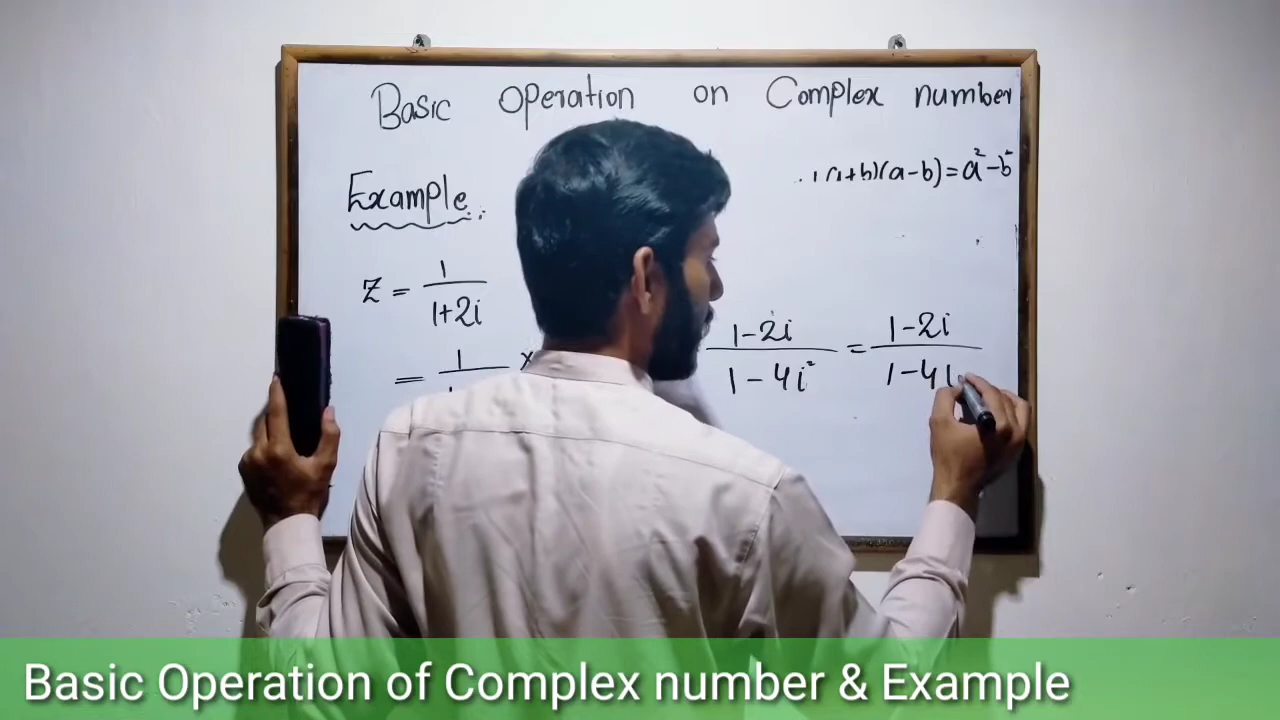 Basic Operation on Complex number
(a-b)=a²-b²
Example
Z = 1/(1+2i)
= 1/ × (1-2i)/(1-4i²) = (1-2i)/(1-4i
Basic Operation of Complex number & Example